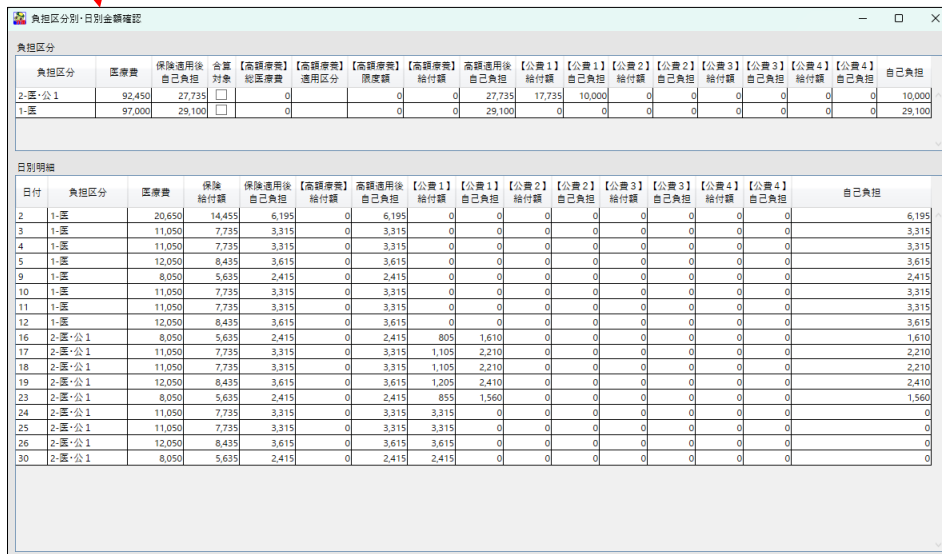 負担区分別・日別金額確認
負担区分
負担区分 医療費 保険適用後自己負担 合算対象 【高額療養】総医療費 【高額療養】適用区分 【高額療養】限度額 【高額療養】給付額 高額適用後自己負担 【公費1】給付額 【公費1】自己負担 【公費2】給付額 【公費2】自己負担 【公費3】給付額 【公費3】自己負担 【公費4】給付額 【公費4】自己負担 自己負担
2-医・公1 92,450 27,735 0 0 0 27,735 17,735 10,000 0 0 0 0 0 0 10,000
1-医 97,000 29,100 0 0 0 29,100 0 0 0 0 0 0 0 0 29,100
日別明細
日付 負担区分 医療費 保険給付額 保険適用後自己負担 【高額療養】給付額 高額適用後自己負担 【公費1】給付額 【公費1】自己負担 【公費2】給付額 【公費2】自己負担 【公費3】給付額 【公費3】自己負担 【公費4】給付額 【公費4】自己負担 自己負担
2 1-医 20,650 14,455 6,195 0 6,195 0 0 0 0 0 0 0 0 6,195
3 1-医 11,050 7,735 3,315 0 3,315 0 0 0 0 0 0 0 0 3,315
4 1-医 11,050 7,735 3,315 0 3,315 0 0 0 0 0 0 0 0 3,315
5 1-医 12,050 8,435 3,615 0 3,615 0 0 0 0 0 0 0 0 3,615
9 1-医 8,050 5,635 2,415 0 2,415 0 0 0 0 0 0 0 0 2,415
10 1-医 11,050 7,735 3,315 0 3,315 0 0 0 0 0 0 0 0 3,315
11 1-医 11,050 7,735 3,315 0 3,315 0 0 0 0 0 0 0 0 3,315
12 1-医 12,050 8,435 3,615 0 3,615 0 0 0 0 0 0 0 0 3,615
16 2-医・公1 8,050 5,635 2,415 0 2,415 805 1,610 0 0 0 0 0 0 1,610
17 2-医・公1 11,050 7,735 3,315 0 3,315 1,105 2,210 0 0 0 0 0 0 2,210
18 2-医・公1 11,050 7,735 3,315 0 3,315 1,105 2,210 0 0 0 0 0 0 2,210
19 2-医・公1 12,050 8,435 3,615 0 3,615 1,205 2,410 0 0 0 0 0 0 2,410
23 2-医・公1 8,050 5,635 2,415 0 2,415 855 1,560 0 0 0 0 0 0 1,560
24 2-医・公1 11,050 7,735 3,315 0 3,315 3,315 0 0 0 0 0 0 0 0
25 2-医・公1 11,050 7,735 3,315 0 3,315 3,315 0 0 0 0 0 0 0 0
26 2-医・公1 12,050 8,435 3,615 0 3,615 3,615 0 0 0 0 0 0 0 0
30 2-医・公1 8,050 5,635 2,415 0 2,415 2,415 0 0 0 0 0 0 0 0